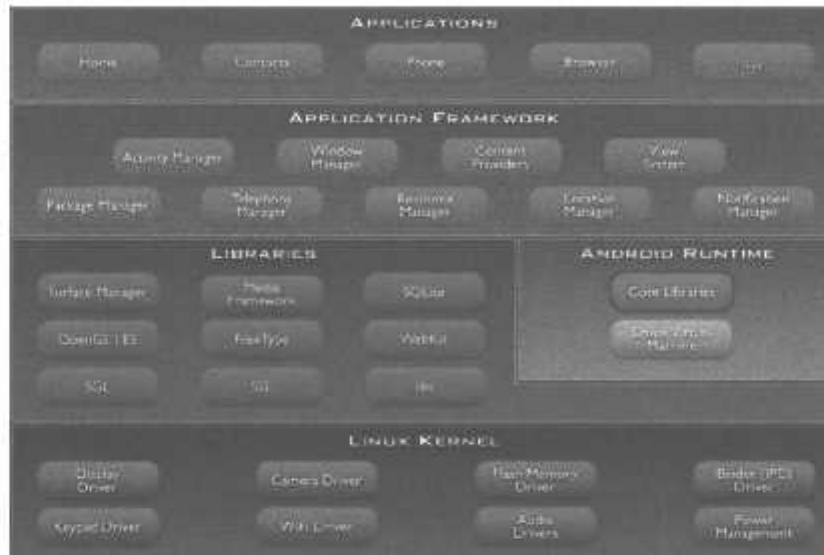 APPLICATIONS
Home
Contacts
Phone
Browser
...
APPLICATION FRAMEWORK
Activity Manager
Window
Manager
Content
Providers
View
System
Package Manager
Telephony
Manager
Resource
Manager
Location
Manager
Notification
Manager
LIBRARIES
Surface Manager
Media
Framework
SQLite
OpenGL | ES
FreeType
WebKit
SGL
SSL
libc
ANDROID RUNTIME
Core Libraries
Dalvik Virtual
Machine
LINUX KERNEL
Display
Driver
Camera Driver
Flash Memory
Driver
Binder (IPC)
Driver
Keypad Driver
WiFi Driver
Audio
Drivers
Power
Management